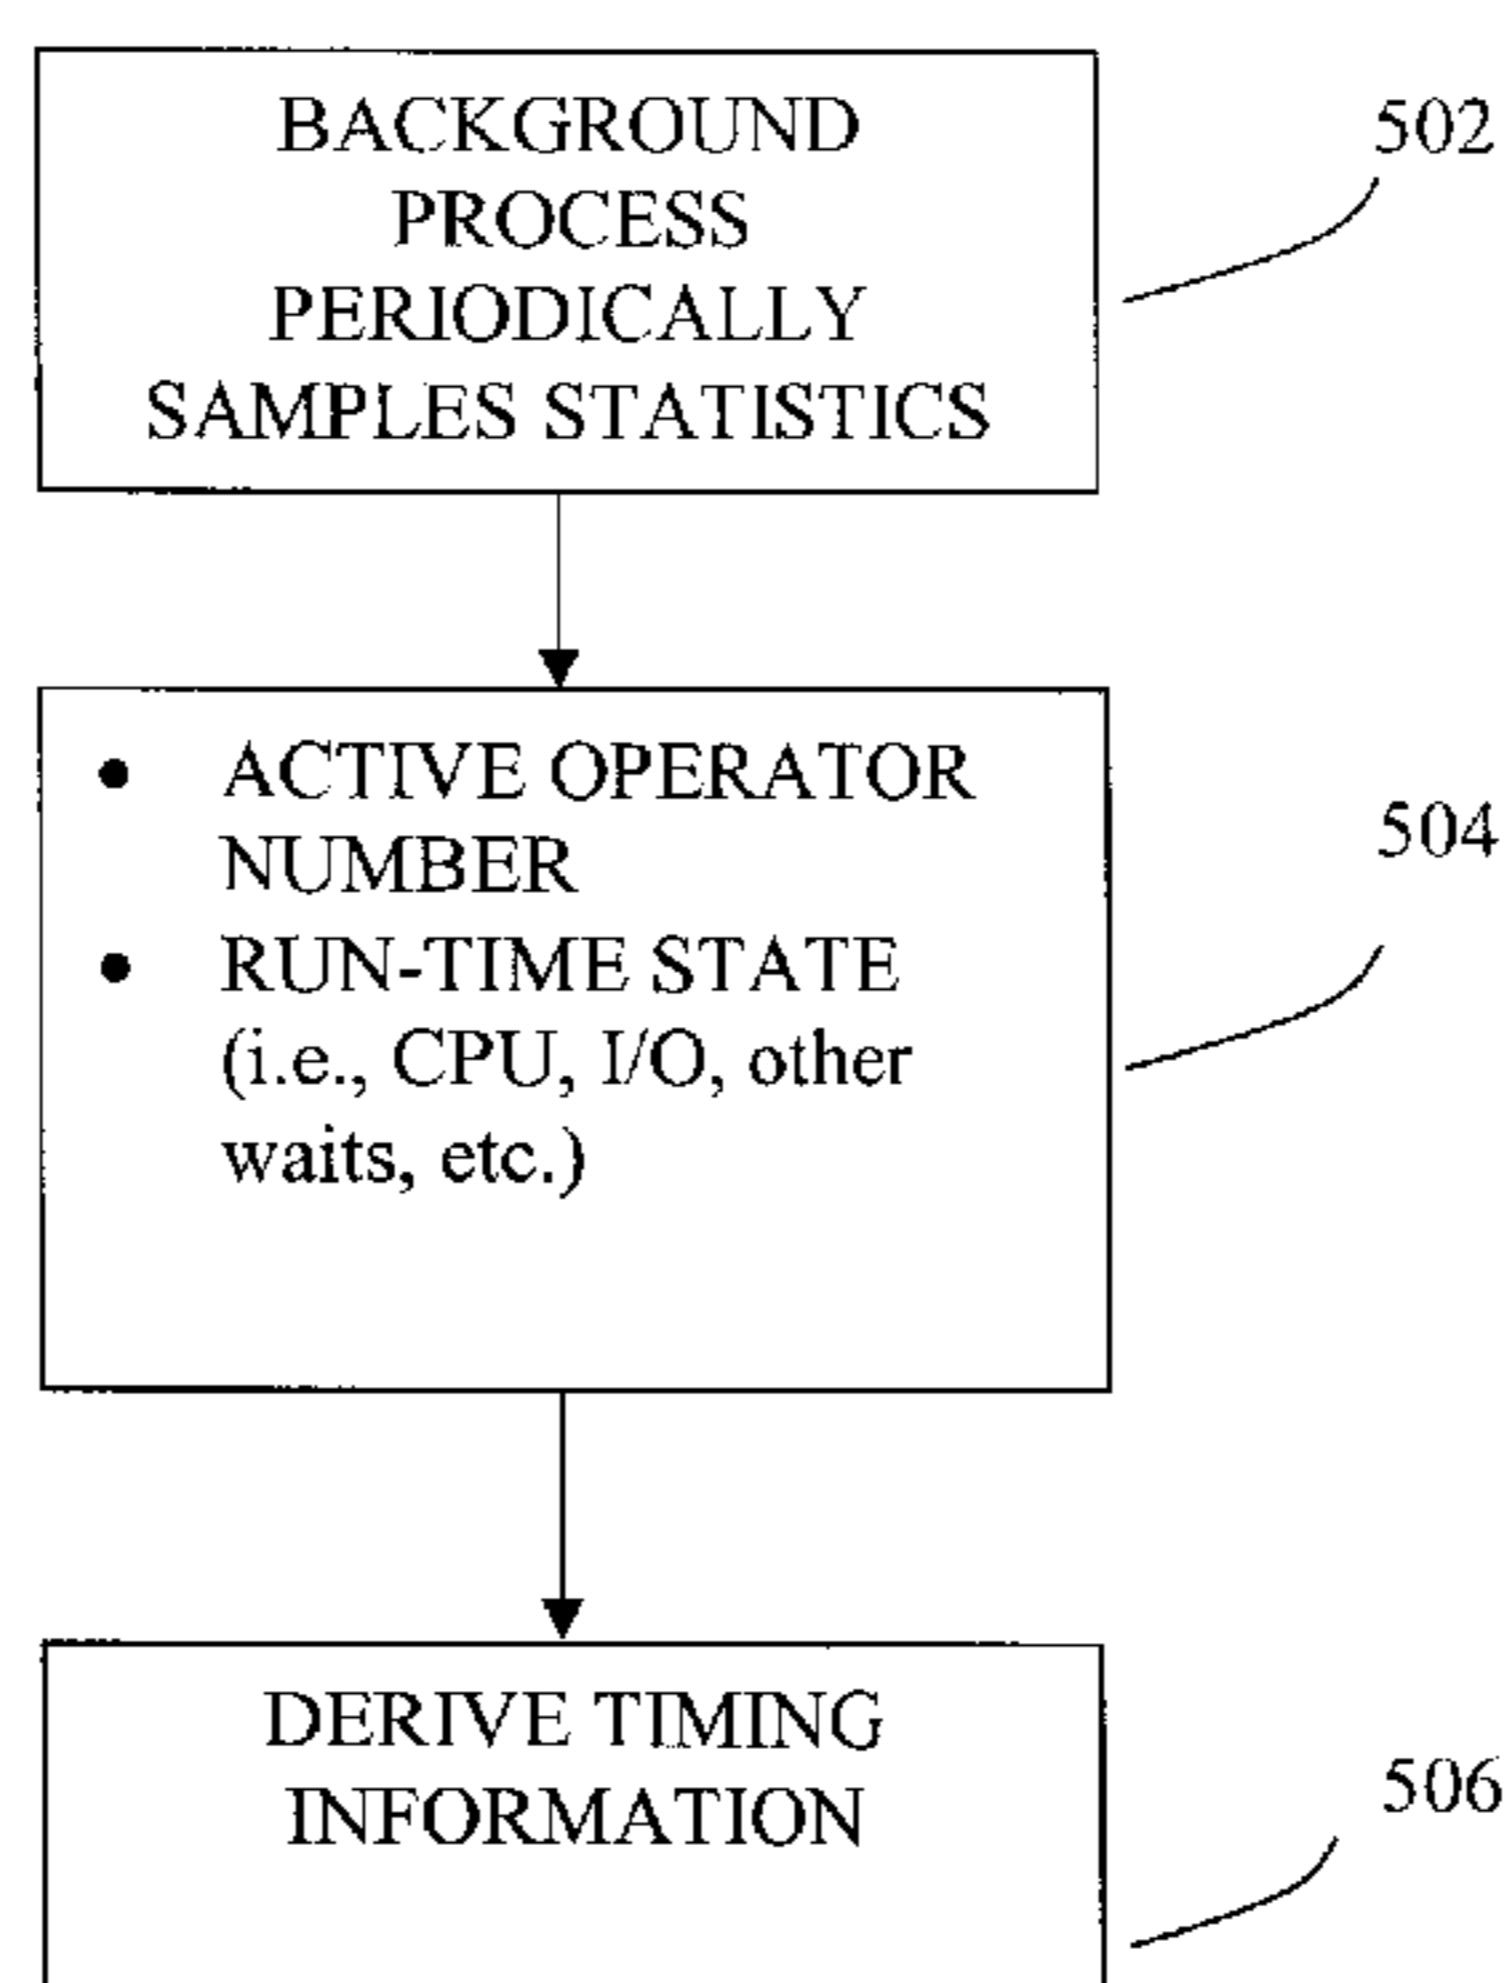 BACKGROUND
PROCESS
PERIODICALLY
SAMPLES STATISTICS
502
• ACTIVE OPERATOR
NUMBER
• RUN-TIME STATE
(i.e., CPU, I/O, other
waits, etc.)
504
DERIVE TIMING
INFORMATION
506